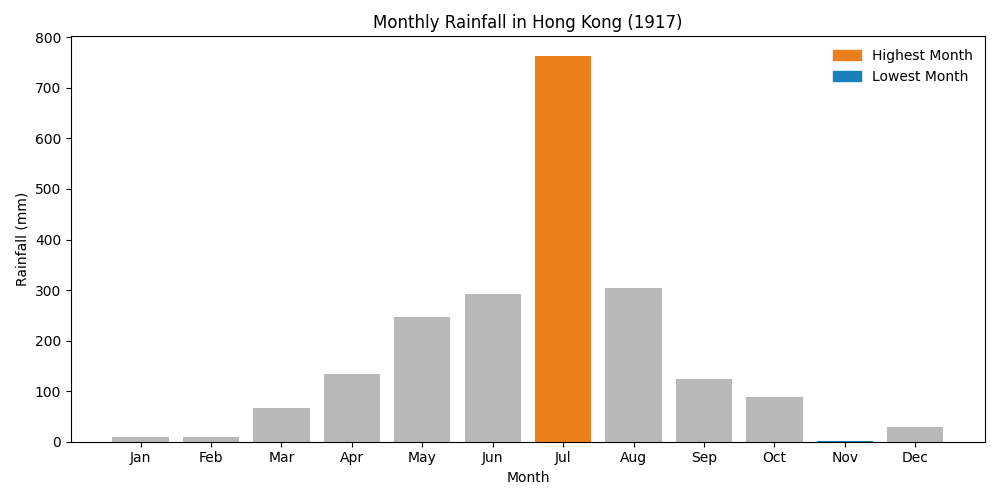 Monthly Rainfall in Hong Kong (1917)
Highest Month
Lowest Month
Rainfall (mm)
800
700
600
500
400
300
200
100
0
Jan Feb Mar Apr May Jun Jul Aug Sep Oct Nov Dec
Month